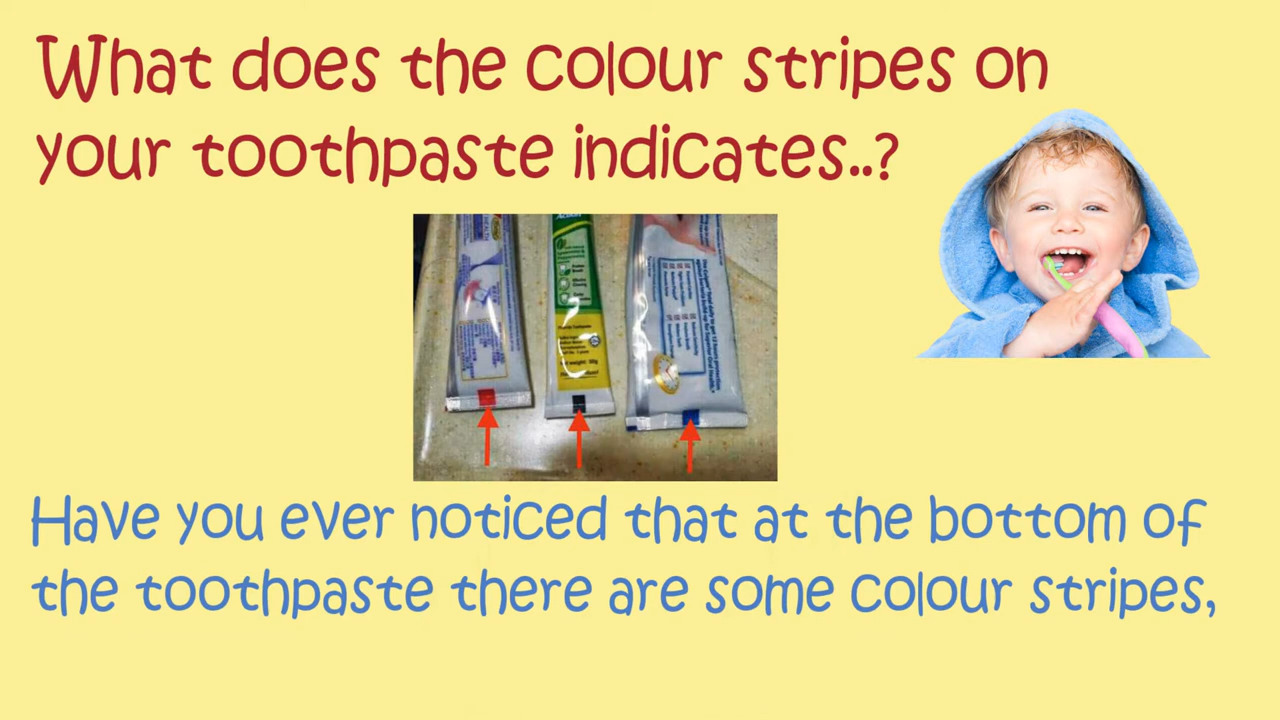 What does the colour stripes on
your toothpaste indicates..?
Have you ever noticed that at the bottom of
the toothpaste there are some colour stripes,